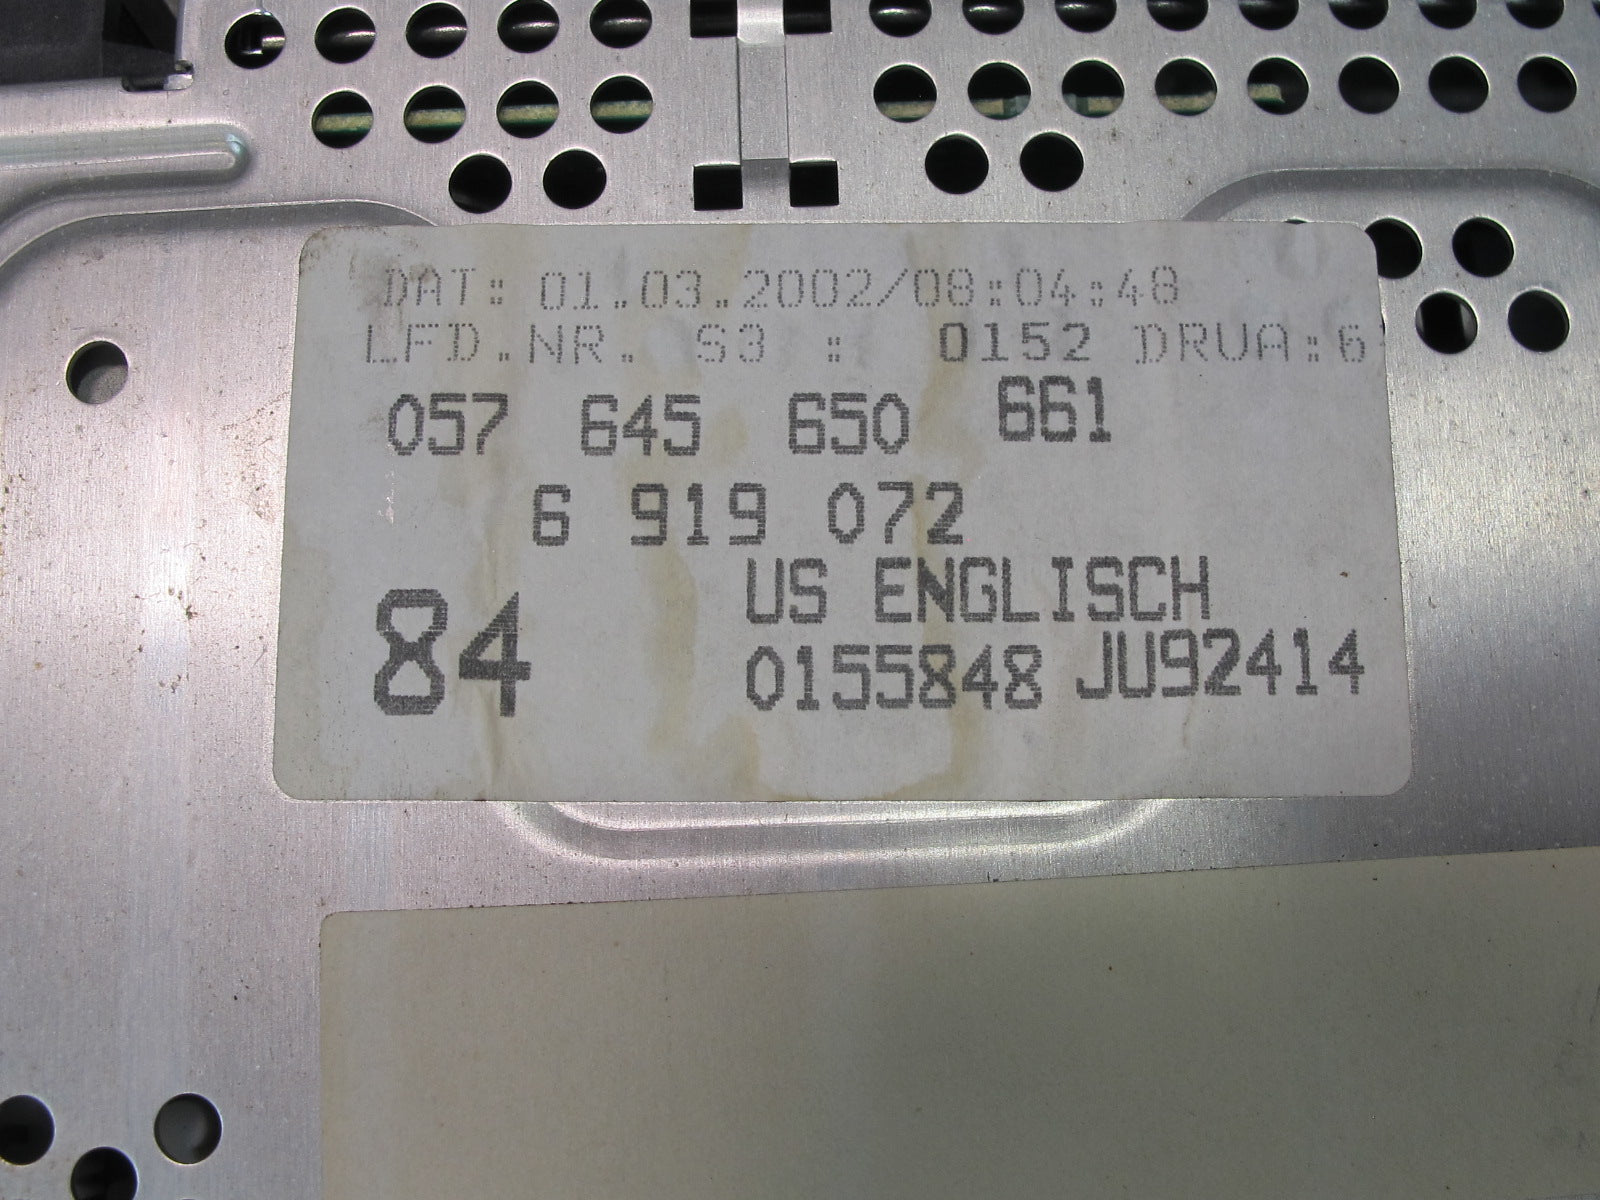 DAT: 01.03.2002/08:04:48
LFD.NR. S3 : 0152 DRVA:6
057 645 650 661
6 919 072
US ENGLISCH
84 0155848 JU92414